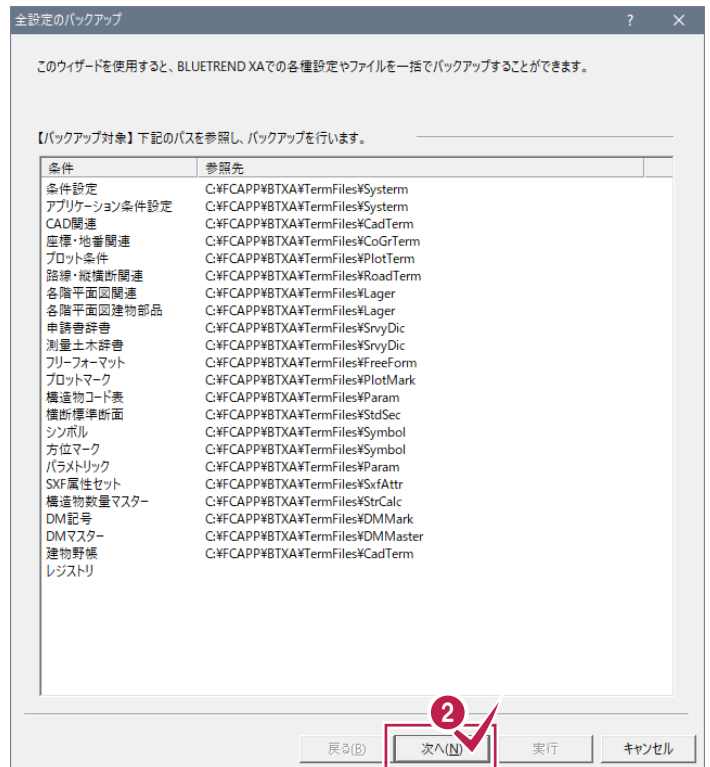 全設定のバックアップ ? ×
このウィザードを使用すると、BLUETREND XAでの各種設定やファイルを一括でバックアップすることができます。
【バックアップ対象】下記のパスを参照し、バックアップを行います。
条件 参照先
条件設定 C:¥FCAPP¥BTXA¥TermFiles¥Systerm
アプリケーション条件設定 C:¥FCAPP¥BTXA¥TermFiles¥Systerm
CAD関連 C:¥FCAPP¥BTXA¥TermFiles¥CadTerm
座標・地番関連 C:¥FCAPP¥BTXA¥TermFiles¥CoGrTerm
プロット条件 C:¥FCAPP¥BTXA¥TermFiles¥PlotTerm
路線・縦横断関連 C:¥FCAPP¥BTXA¥TermFiles¥RoadTerm
各階平面図関連 C:¥FCAPP¥BTXA¥TermFiles¥Lager
各階平面図建物部品 C:¥FCAPP¥BTXA¥TermFiles¥Lager
申請書辞書 C:¥FCAPP¥BTXA¥TermFiles¥SrvyDic
測量土木辞書 C:¥FCAPP¥BTXA¥TermFiles¥SrvyDic
フリーフォーマット C:¥FCAPP¥BTXA¥TermFiles¥FreeForm
プロットマーク C:¥FCAPP¥BTXA¥TermFiles¥PlotMark
構造物コード表 C:¥FCAPP¥BTXA¥TermFiles¥Param
横断標準断面 C:¥FCAPP¥BTXA¥TermFiles¥StdSec
シンボル C:¥FCAPP¥BTXA¥TermFiles¥Symbol
方位マーク C:¥FCAPP¥BTXA¥TermFiles¥Symbol
パラメトリック C:¥FCAPP¥BTXA¥TermFiles¥Param
SXF属性セット C:¥FCAPP¥BTXA¥TermFiles¥SxfAttr
構造物数量マスター C:¥FCAPP¥BTXA¥TermFiles¥StrCalc
DM記号 C:¥FCAPP¥BTXA¥TermFiles¥DMMark
DMマスター C:¥FCAPP¥BTXA¥TermFiles¥DMMaster
建物野帳 C:¥FCAPP¥BTXA¥TermFiles¥CadTerm
レジストリ
2
戻る(B) 次へ(N) 実行 キャンセル